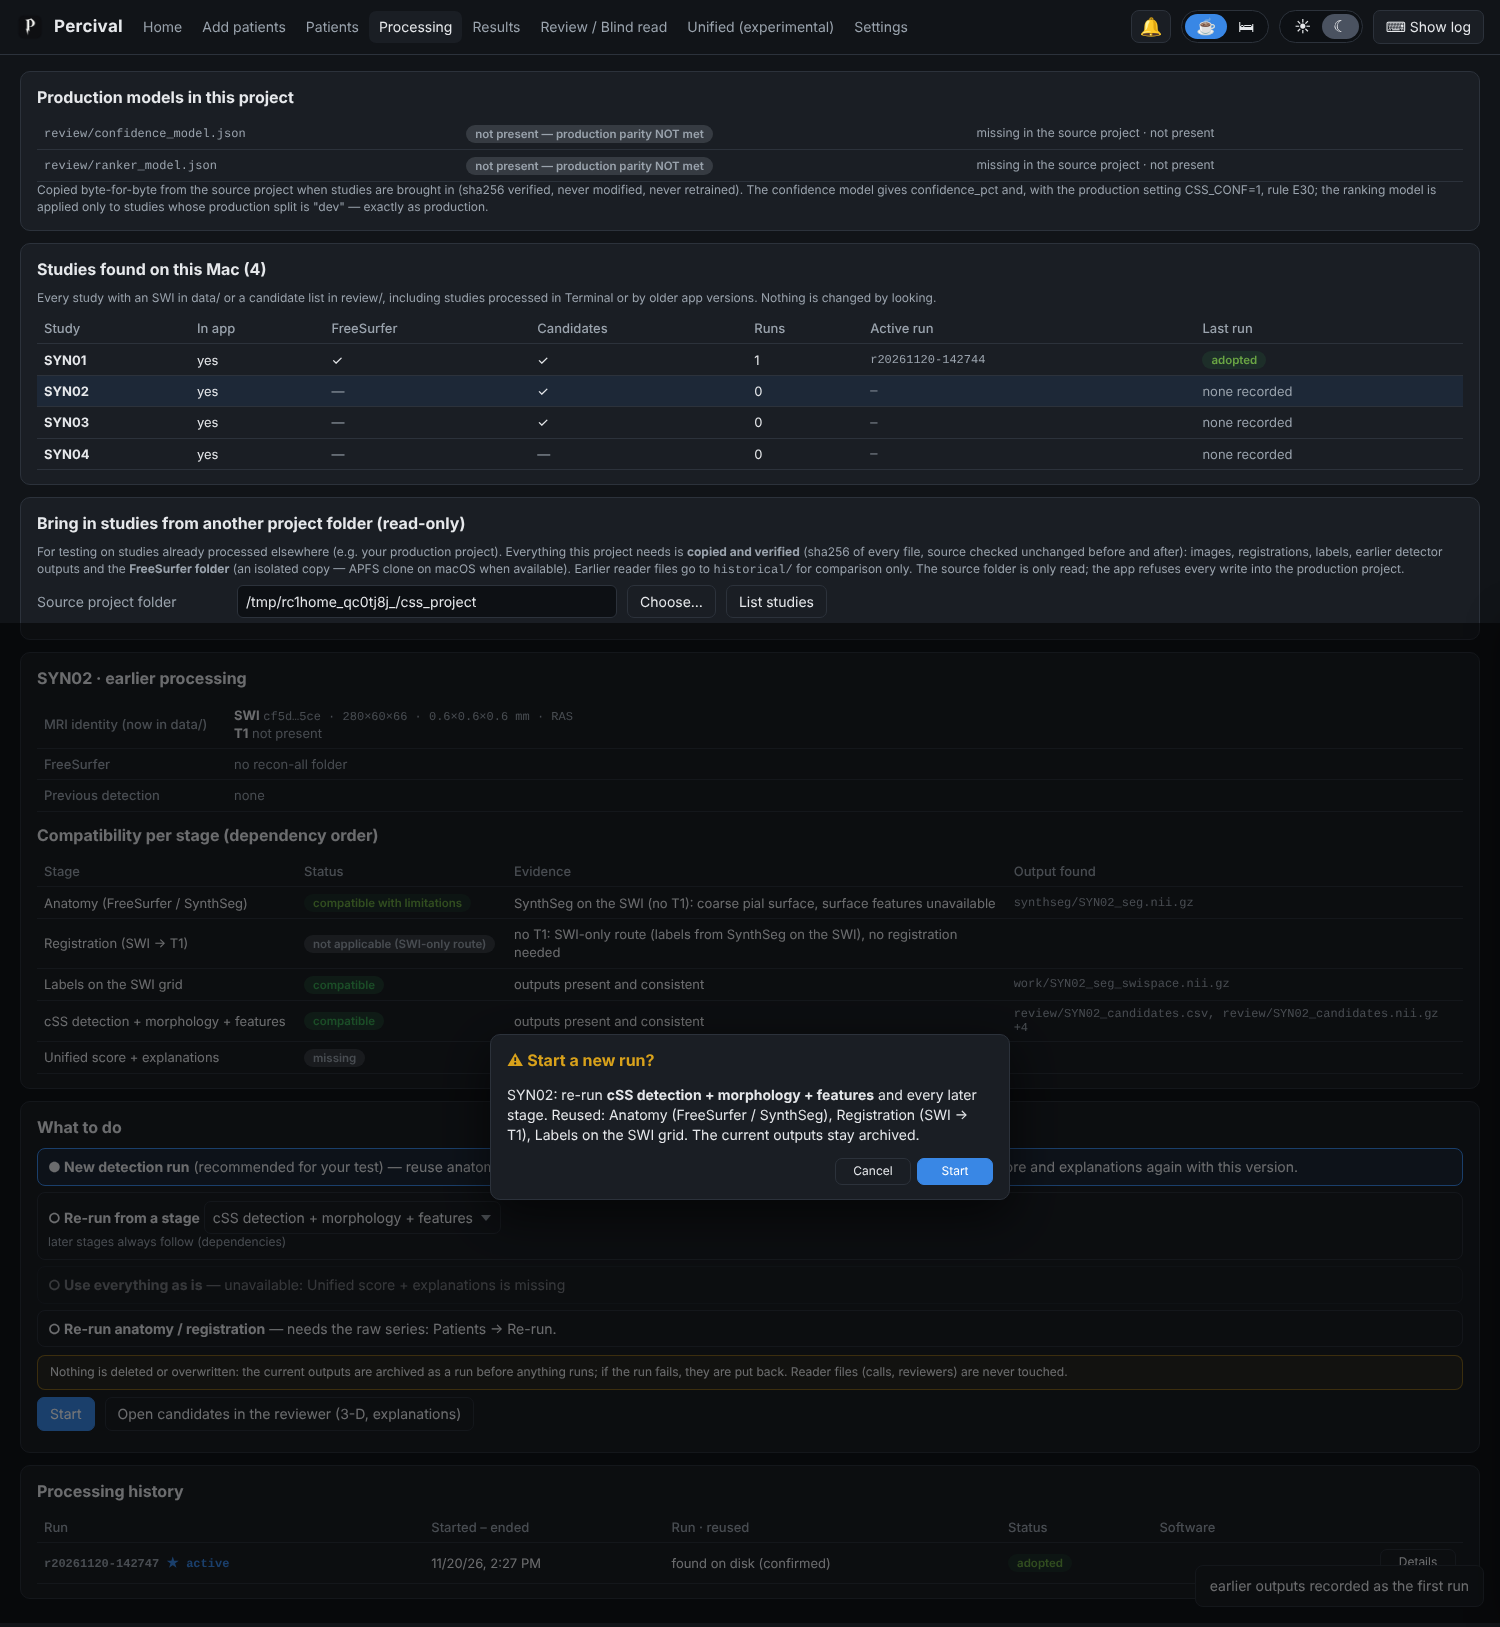 Percival Home Add patients Patients Processing Results Review / Blind read Unified (experimental) Settings Show log
Production models in this project
review/confidence_model.json not present — production parity NOT met missing in the source project · not present
review/ranker_model.json not present — production parity NOT met missing in the source project · not present
Copied byte-for-byte from the source project when studies are brought in (sha256 verified, never modified, never retrained). The confidence model gives confidence_pct and, with the production setting CSS_CONF=1, rule E30; the ranking model is
applied only to studies whose production split is "dev" — exactly as production.
Studies found on this Mac (4)
Every study with an SWI in data/ or a candidate list in review/, including studies processed in Terminal or by older app versions. Nothing is changed by looking.
Study In app FreeSurfer Candidates Runs Active run Last run
SYN01 yes ✓ ✓ 1 r20261120-142744 adopted
SYN02 yes — ✓ 0 – none recorded
SYN03 yes — ✓ 0 – none recorded
SYN04 yes — — 0 – none recorded
Bring in studies from another project folder (read-only)
For testing on studies already processed elsewhere (e.g. your production project). Everything this project needs is copied and verified (sha256 of every file, source checked unchanged before and after): images, registrations, labels, earlier detector
outputs and the FreeSurfer folder (an isolated copy — APFS clone on macOS when available). Earlier reader files go to historical/ for comparison only. The source folder is only read; the app refuses every write into the production project.
Source project folder /tmp/rc1home_qc0tj8j_/css_project Choose... List studies
SYN02 · earlier processing
MRI identity (now in data/) SWI cf5d…5ce · 280×60×66 · 0.6×0.6×0.6 mm · RAS
T1 not present
FreeSurfer no recon-all folder
Previous detection none
Compatibility per stage (dependency order)
Stage Status Evidence Output found
Anatomy (FreeSurfer / SynthSeg) compatible with limitations SynthSeg on the SWI (no T1): coarse pial surface, surface features unavailable synthseg/SYN02_seg.nii.gz
Registration (SWI → T1) not applicable (SWI-only route) no T1: SWI-only route (labels from SynthSeg on the SWI), no registration
needed
Labels on the SWI grid compatible outputs present and consistent work/SYN02_seg_swispace.nii.gz
cSS detection + morphology + features compatible outputs present and consistent review/SYN02_candidates.csv, review/SYN02_candidates.nii.gz
+4
Unified score + explanations missing
⚠ Start a new run?
SYN02: re-run cSS detection + morphology + features and every later
stage. Reused: Anatomy (FreeSurfer / SynthSeg), Registration (SWI →
T1), Labels on the SWI grid. The current outputs stay archived.
Cancel Start
What to do
New detection run (recommended for your test) — reuse anaton re and explanations again with this version.
Re-run from a stage cSS detection + morphology + features
later stages always follow (dependencies)
Use everything as is — unavailable: Unified score + explanations is missing
Re-run anatomy / registration — needs the raw series: Patients → Re-run.
Nothing is deleted or overwritten: the current outputs are archived as a run before anything runs; if the run fails, they are put back. Reader files (calls, reviewers) are never touched.
Start Open candidates in the reviewer (3-D, explanations)
Processing history
Run Started – ended Run · reused Status Software
r20261120-142747 ★ active 11/20/26, 2:27 PM found on disk (confirmed) adopted Details
earlier outputs recorded as the first run